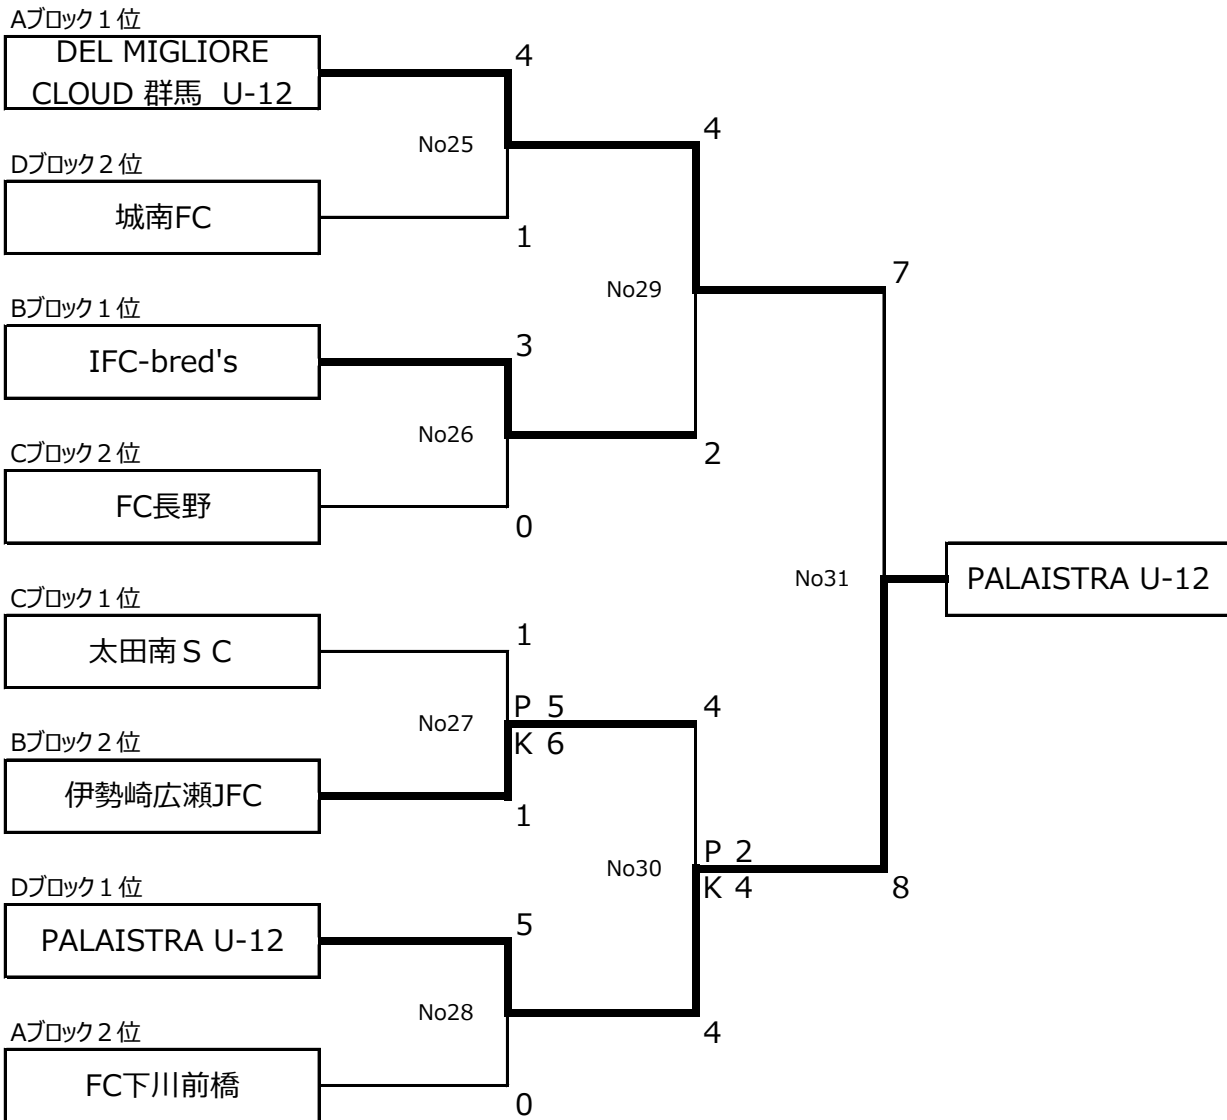 Aブロック１位
DEL MIGLIORE
CLOUD 群馬 U-12
4
No25
4
Dブロック２位
城南FC
1
No29
7
Bブロック１位
IFC-bred's
3
No26
2
Cブロック２位
FC長野
0
No31
PALAISTRA U-12
Cブロック１位
太田南ＳＣ
1
P 5
4
No27
K 6
Bブロック２位
伊勢崎広瀬JFC
1
No30
P 2
K 4
8
Dブロック１位
PALAISTRA U-12
5
No28
4
Aブロック２位
FC下川前橋
0